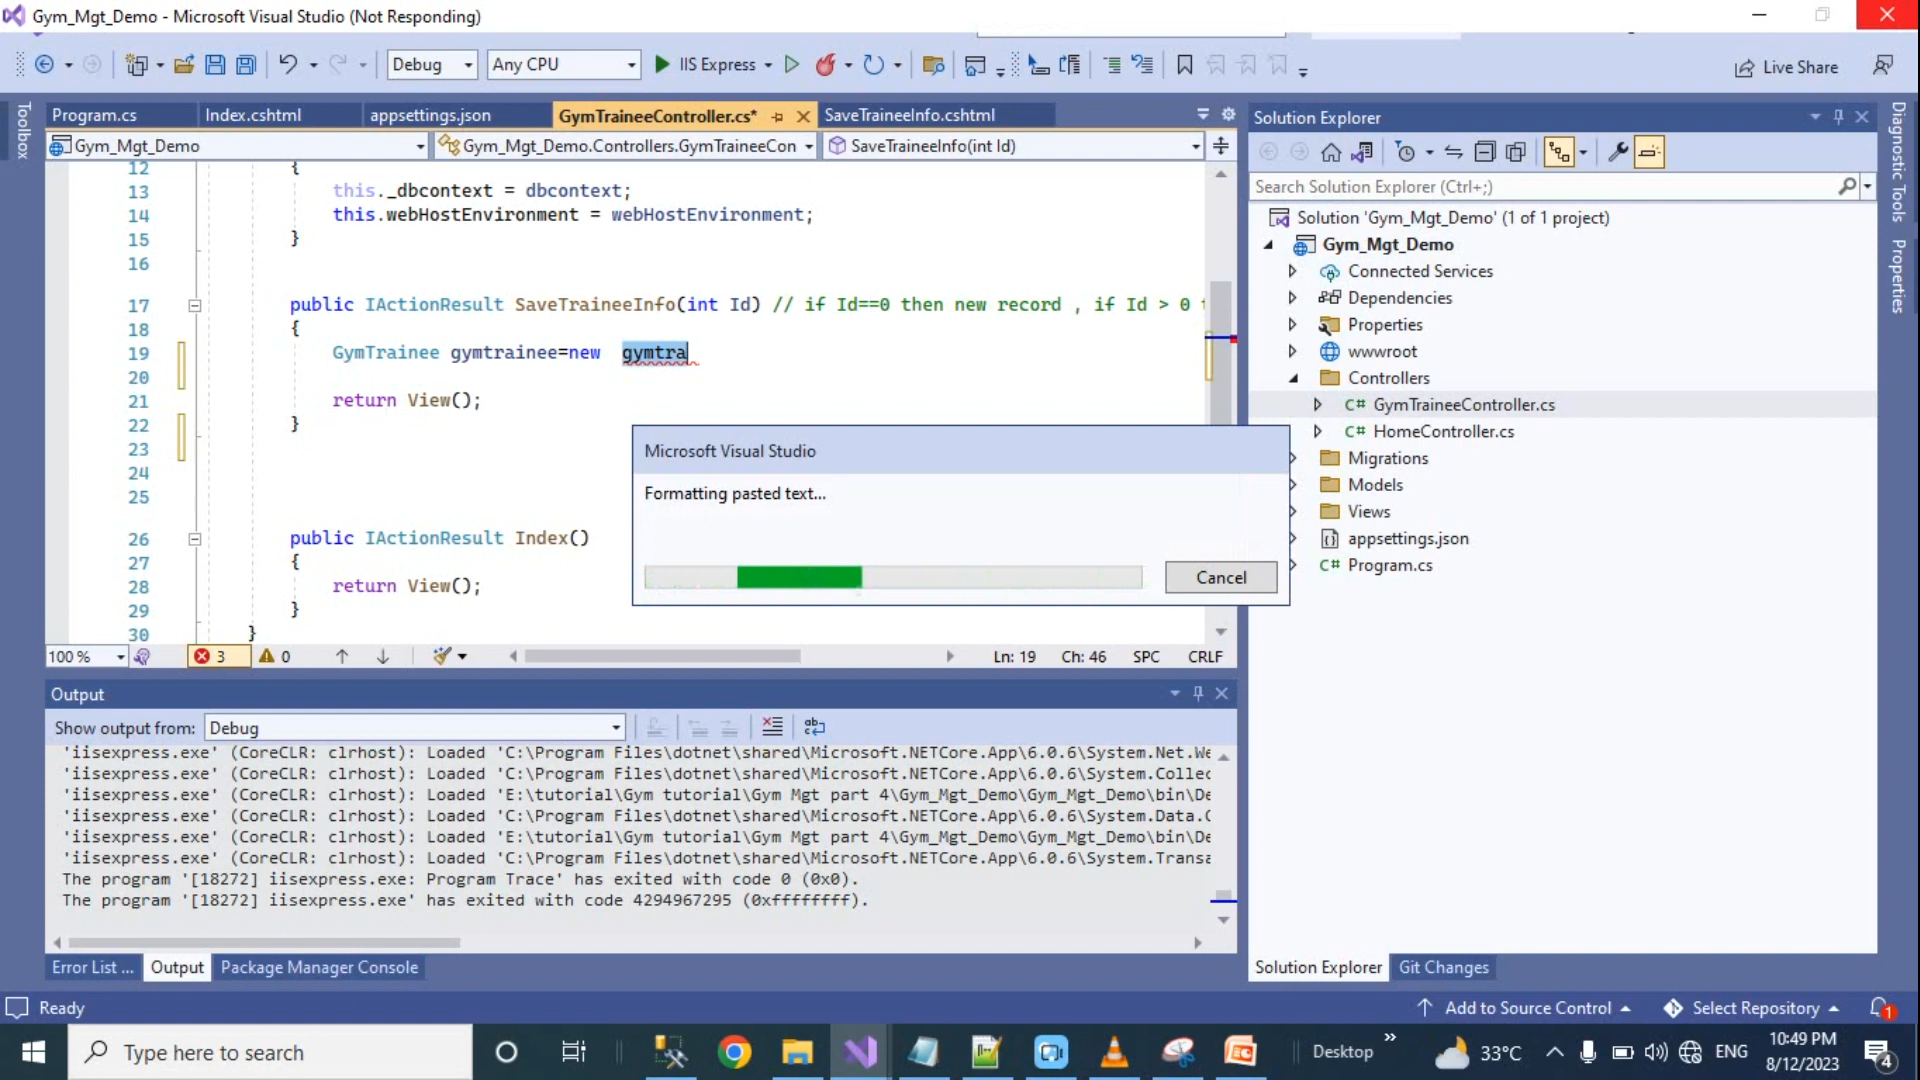 Gym_Mgt_Demo - Microsoft Visual Studio (Not Responding)
Debug
Any CPU
IIS Express
Live Share
Toolbox
Program.cs
Index.cshtml
appsettings.json
GymTraineeController.cs*
SaveTraineeInfo.cshtml
Gym_Mgt_Demo
Gym_Mgt_Demo.Controllers.GymTraineeCon
SaveTraineeInfo(int Id)
12 {
13 this._dbcontext = dbcontext;
14 this.webHostEnvironment = webHostEnvironment;
15 }
16
17 public IActionResult SaveTraineeInfo(int Id) // if Id==0 then new record , if Id > 0
18 {
19 GymTrainee gymtrainee=new gymtra
20
21 return View();
22 }
23
24
25
26 public IActionResult Index()
27 {
28 return View();
29 }
30 }
Microsoft Visual Studio
Formatting pasted text...
Cancel
100 %
3
0
Ln: 19
Ch: 46
SPC
CRLF
Output
Show output from:
Debug
'iisexpress.exe' (CoreCLR: clrhost): Loaded 'C:\Program Files\dotnet\shared\Microsoft.NETCore.App\6.0.6\System.Net.We
'iisexpress.exe' (CoreCLR: clrhost): Loaded 'C:\Program Files\dotnet\shared\Microsoft.NETCore.App\6.0.6\System.Collec
'iisexpress.exe' (CoreCLR: clrhost): Loaded 'E:\tutorial\Gym tutorial\Gym Mgt part 4\Gym_Mgt_Demo\Gym_Mgt_Demo\bin\De
'iisexpress.exe' (CoreCLR: clrhost): Loaded 'C:\Program Files\dotnet\shared\Microsoft.NETCore.App\6.0.6\System.Data.C
'iisexpress.exe' (CoreCLR: clrhost): Loaded 'E:\tutorial\Gym tutorial\Gym Mgt part 4\Gym_Mgt_Demo\Gym_Mgt_Demo\bin\De
'iisexpress.exe' (CoreCLR: clrhost): Loaded 'C:\Program Files\dotnet\shared\Microsoft.NETCore.App\6.0.6\System.Transa
The program '[18272] iisexpress.exe: Program Trace' has exited with code 0 (0x0).
The program '[18272] iisexpress.exe' has exited with code 4294967295 (0xffffffff).
Error List ...
Output
Package Manager Console
Solution Explorer
Search Solution Explorer (Ctrl+;)
Solution 'Gym_Mgt_Demo' (1 of 1 project)
Gym_Mgt_Demo
Connected Services
Dependencies
Properties
wwwroot
Controllers
C# GymTraineeController.cs
C# HomeController.cs
Migrations
Models
Views
appsettings.json
C# Program.cs
Solution Explorer
Git Changes
Diagnostic Tools
Properties
Ready
Add to Source Control
Select Repository
1
Type here to search
Desktop
33°C
ENG
10:49 PM
8/12/2023
4